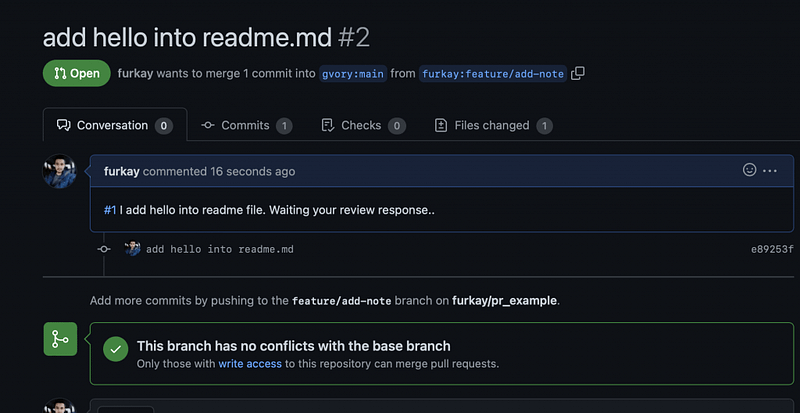 add hello into readme.md #2
Open furkay wants to merge 1 commit into gvory:main from furkay:feature/add-note
Conversation 0 Commits 1 Checks 0 Files changed 1
furkay commented 16 seconds ago
#1 I add hello into readme file. Waiting your review response..
add hello into readme.md e89253f
Add more commits by pushing to the feature/add-note branch on furkay/pr_example.
This branch has no conflicts with the base branch
Only those with write access to this repository can merge pull requests.